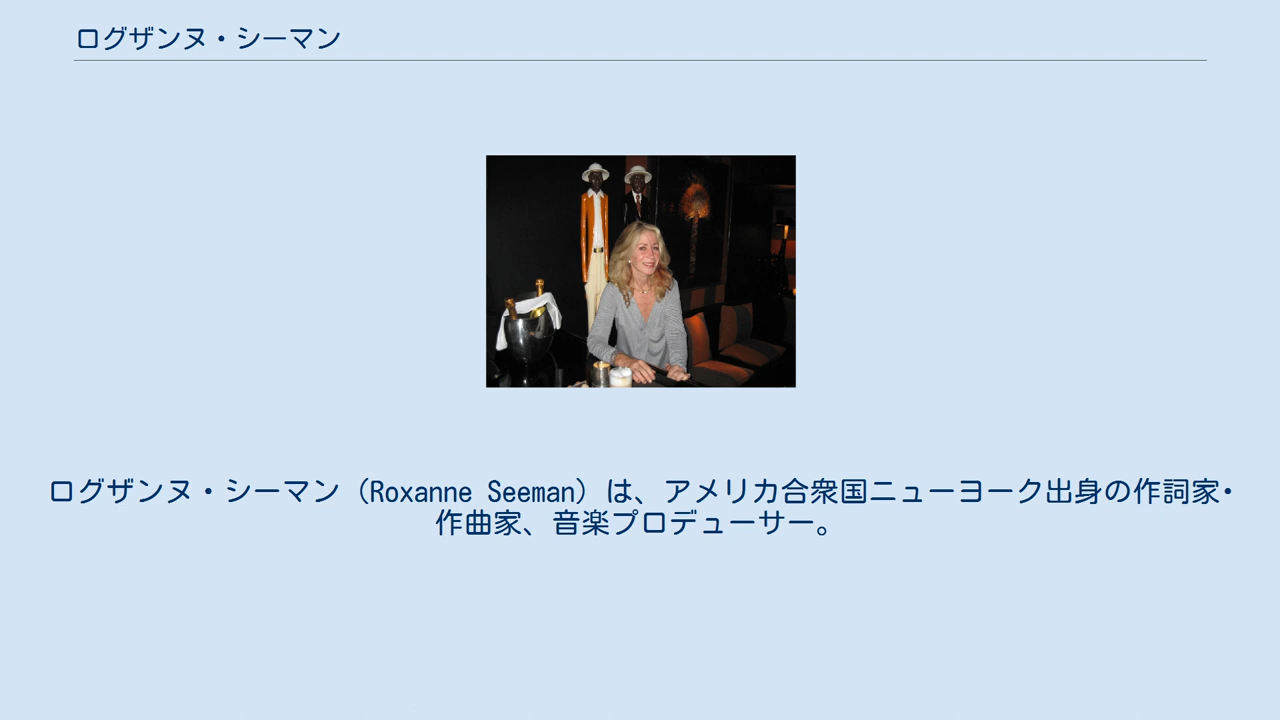 ログザンヌ・シーマン
ログザンヌ・シーマン（Roxanne Seeman）は、アメリカ合衆国ニューヨーク出身の作詞家・
作曲家、音楽プロデューサー。